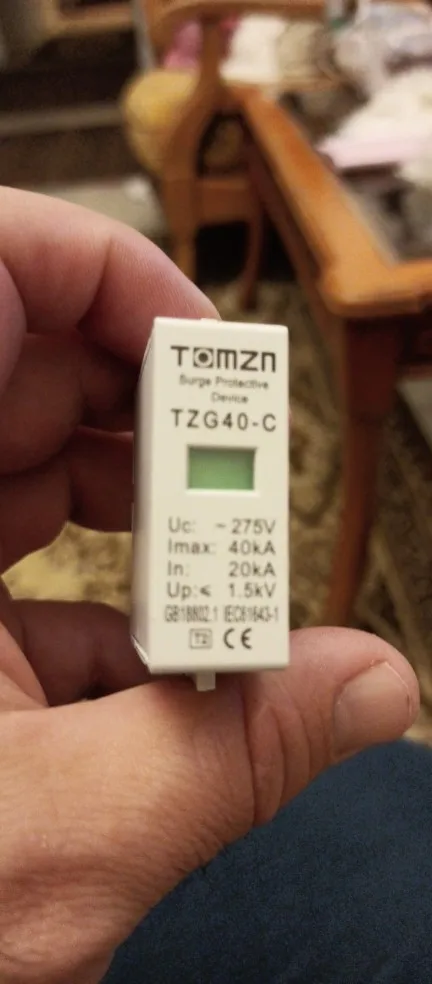 TOMZN
Surge Protective
Device
TZG40-C
Uc: ~275V
Imax: 40kA
In: 20kA
Up:≤ 1.5kV
GB18802.1 IEC61643-1
T2 CE